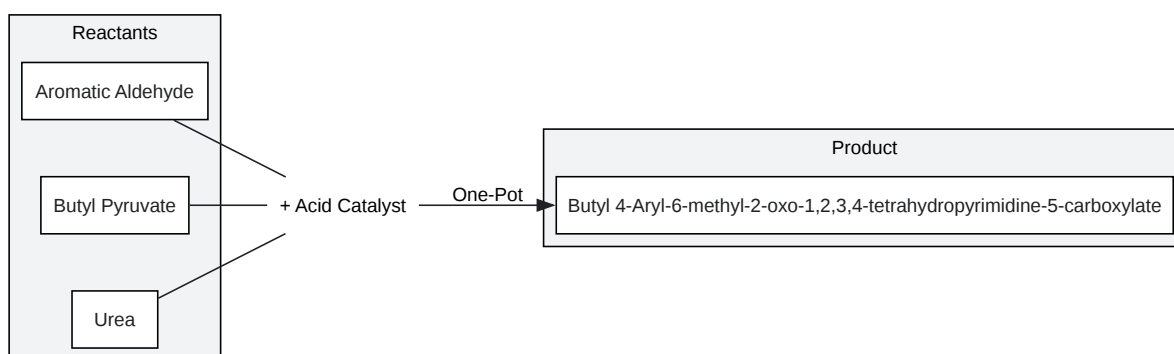 Reactants
Aromatic Aldehyde
Butyl Pyruvate
Urea
+ Acid Catalyst
One-Pot
Product
Butyl 4-Aryl-6-methyl-2-oxo-1,2,3,4-tetrahydropyrimidine-5-carboxylate